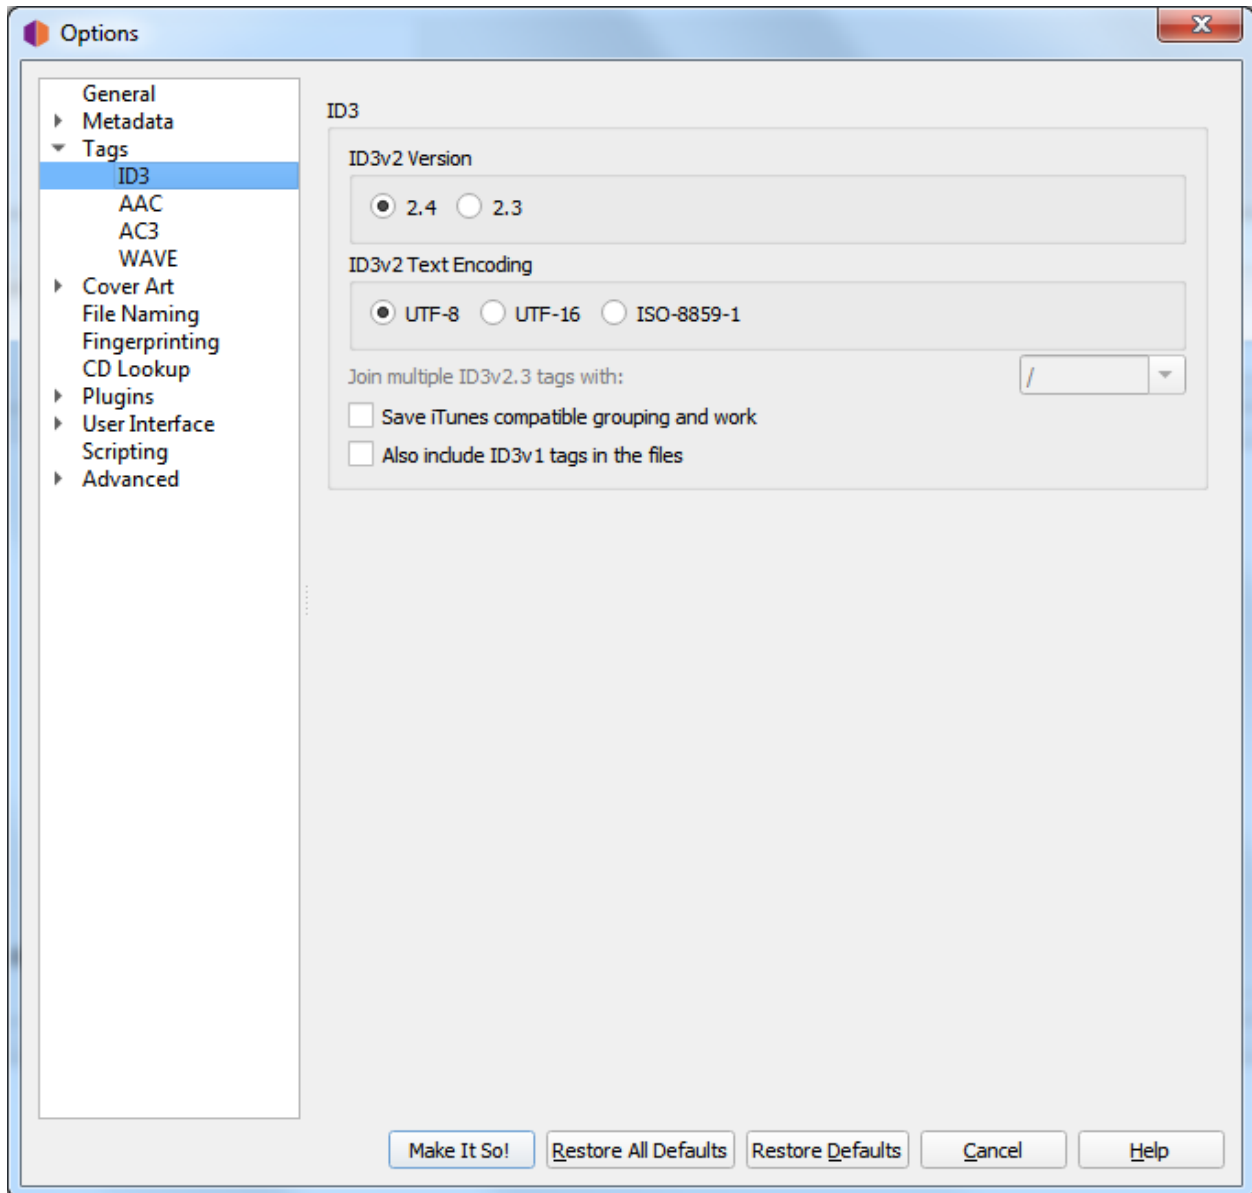 Options
General
Metadata
Tags
ID3
AAC
AC3
WAVE
Cover Art
File Naming
Fingerprinting
CD Lookup
Plugins
User Interface
Scripting
Advanced
ID3
ID3v2 Version
2.4 2.3
ID3v2 Text Encoding
UTF-8 UTF-16 ISO-8859-1
Join multiple ID3v2.3 tags with: /
Save iTunes compatible grouping and work
Also include ID3v1 tags in the files
Make It So! Restore All Defaults Restore Defaults Cancel Help